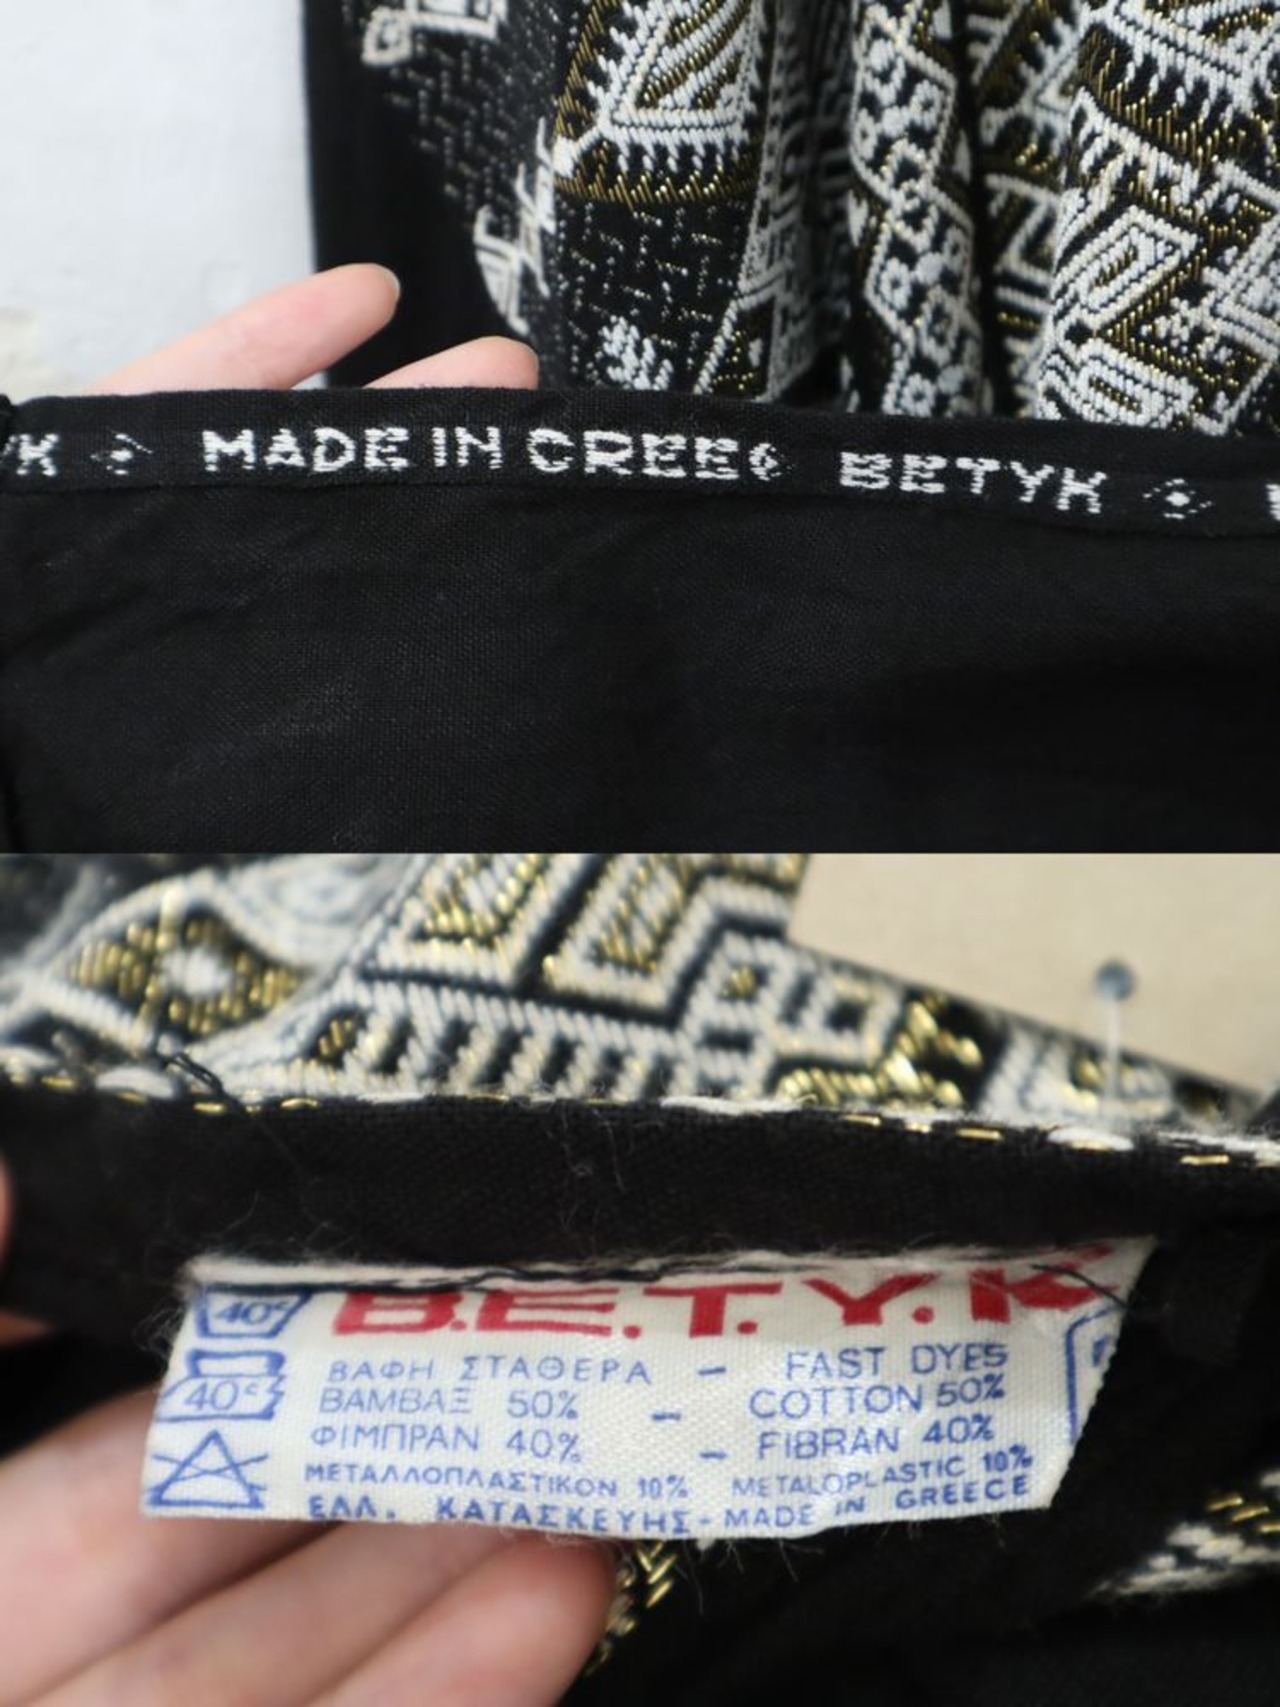 YK MADE IN CREE¢ BETYK
B.E.T.Y.K
40°
ΒΑΦΗ ΣΤΑΘΕΡΑ - FAST DYES
40°
ΒΑΜΒΑΞ 50% - COTTON 50%
ΦΙΜΠΡΑΝ 40% - FIBRAN 40%
ΜΕΤΑΛΛΟΠΛΑΣΤΙΚΟΝ 10% METALOPLASTIC 10%
ΕΛΛ. ΚΑΤΑΣΚΕΥΗΣ - MADE IN GREECE